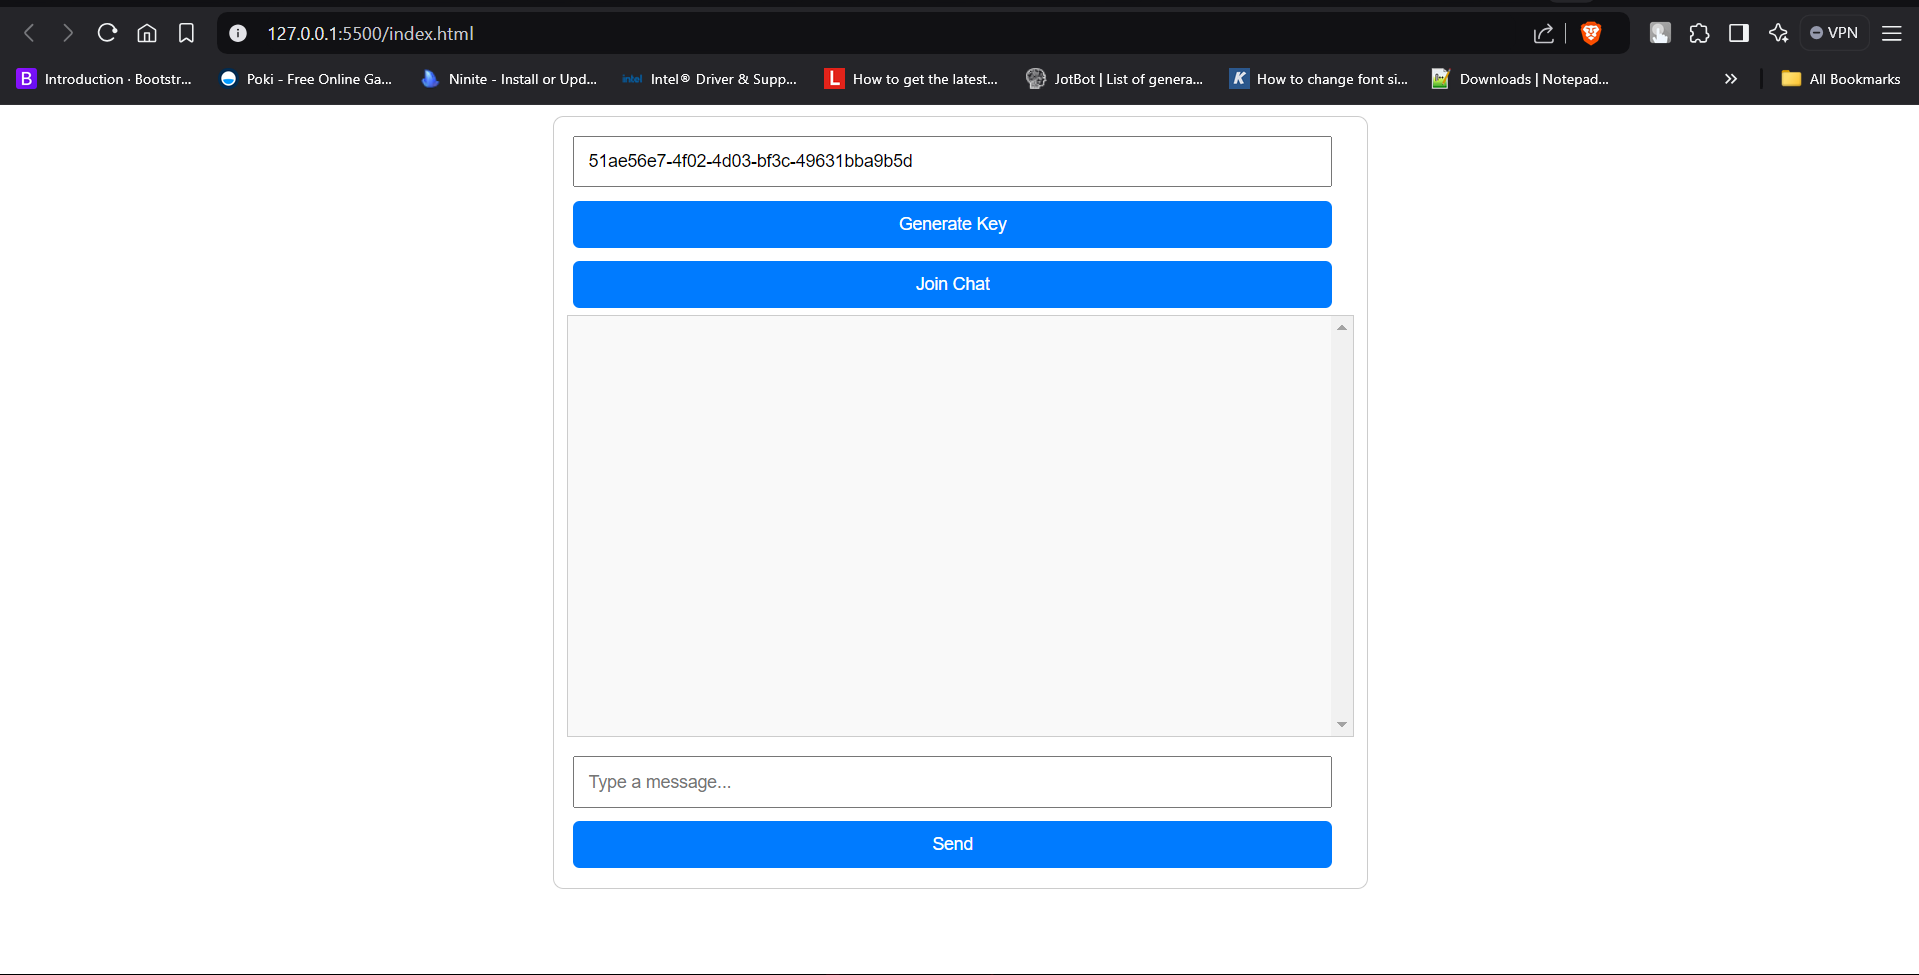 127.0.0.1:5500/index.html
VPN
B Introduction · Bootstr...
Poki - Free Online Ga...
Ninite - Install or Upd...
intel Intel® Driver & Supp...
L How to get the latest...
JotBot | List of genera...
K How to change font si...
Downloads | Notepad...
All Bookmarks
51ae56e7-4f02-4d03-bf3c-49631bba9b5d
Generate Key
Join Chat
Type a message...
Send